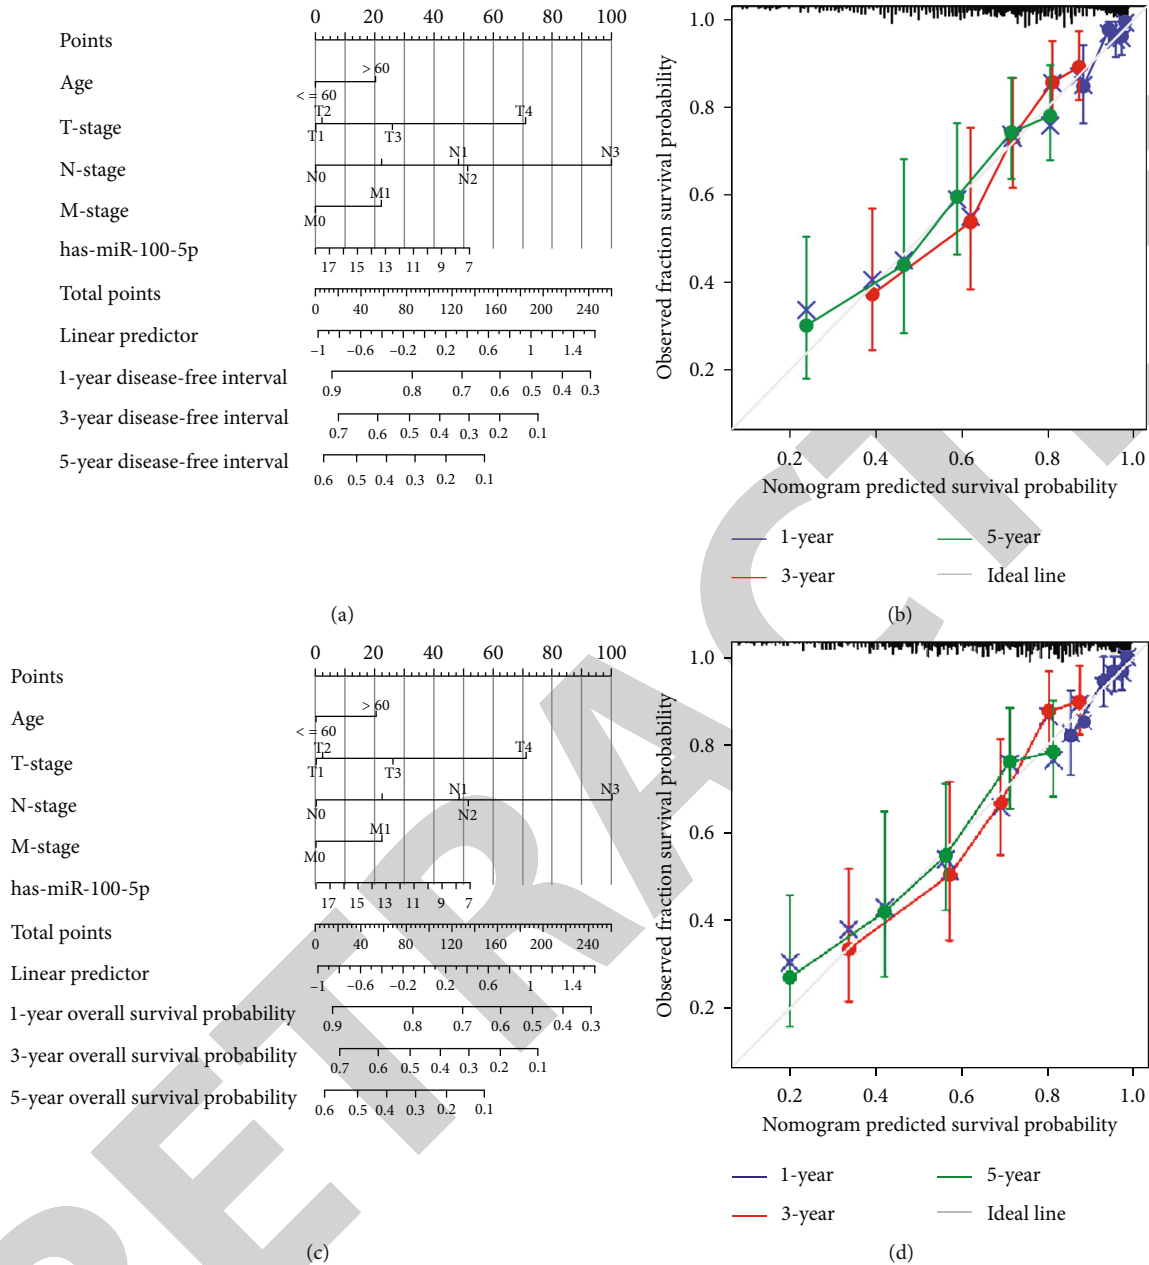 0 20 40 60 80 100
Points
Age
> 60
< = 60
T-stage
T2 T4
T1 T3
N-stage
N1 N3
N0 N2
M-stage
M1
M0
has-miR-100-5p
17 15 13 11 9 7
Total points
0 40 80 120 160 200 240
Linear predictor
−1 −0.6 −0.2 0.2 0.6 1 1.4
1-year disease-free interval
0.9 0.8 0.7 0.6 0.5 0.4 0.3
3-year disease-free interval
0.7 0.6 0.5 0.4 0.3 0.2 0.1
5-year disease-free interval
0.6 0.5 0.4 0.3 0.2 0.1
(a)
Observed fraction survival probability
1.0
0.8
0.6
0.4
0.2
0.2 0.4 0.6 0.8 1.0
Nomogram predicted survival probability
1-year 5-year
3-year Ideal line
(b)
0 20 40 60 80 100
Points
Age
> 60
< = 60
T-stage
T2 T4
T1 T3
N-stage
N1 N3
N0 N2
M-stage
M1
M0
has-miR-100-5p
17 15 13 11 9 7
Total points
0 40 80 120 160 200 240
Linear predictor
−1 −0.6 −0.2 0.2 0.6 1 1.4
1-year overall survival probability
0.9 0.8 0.7 0.6 0.5 0.4 0.3
3-year overall survival probability
0.7 0.6 0.5 0.4 0.3 0.2 0.1
5-year overall survival probability
0.6 0.5 0.4 0.3 0.2 0.1
(c)
Observed fraction survival probability
1.0
0.8
0.6
0.4
0.2
0.2 0.4 0.6 0.8 1.0
Nomogram predicted survival probability
1-year 5-year
3-year Ideal line
(d)